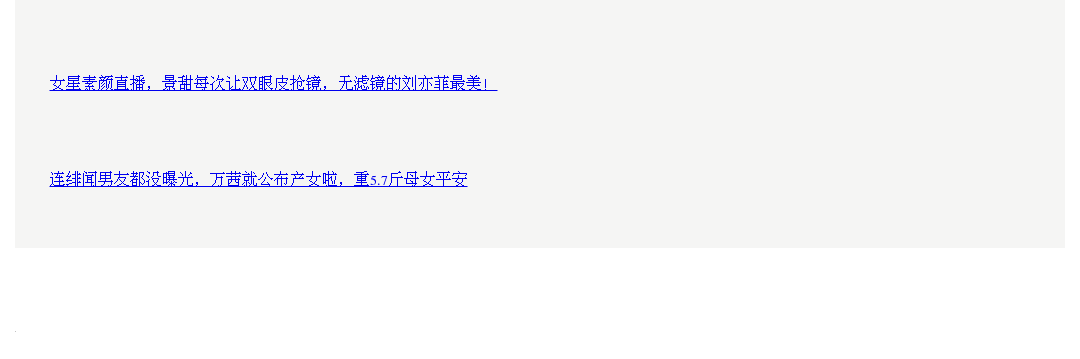 女星素颜直播，景甜每次让双眼皮抢镜，无滤镜的刘亦菲最美！
连绯闻男友都没曝光，万茜就公布产女啦，重5.7斤母女平安